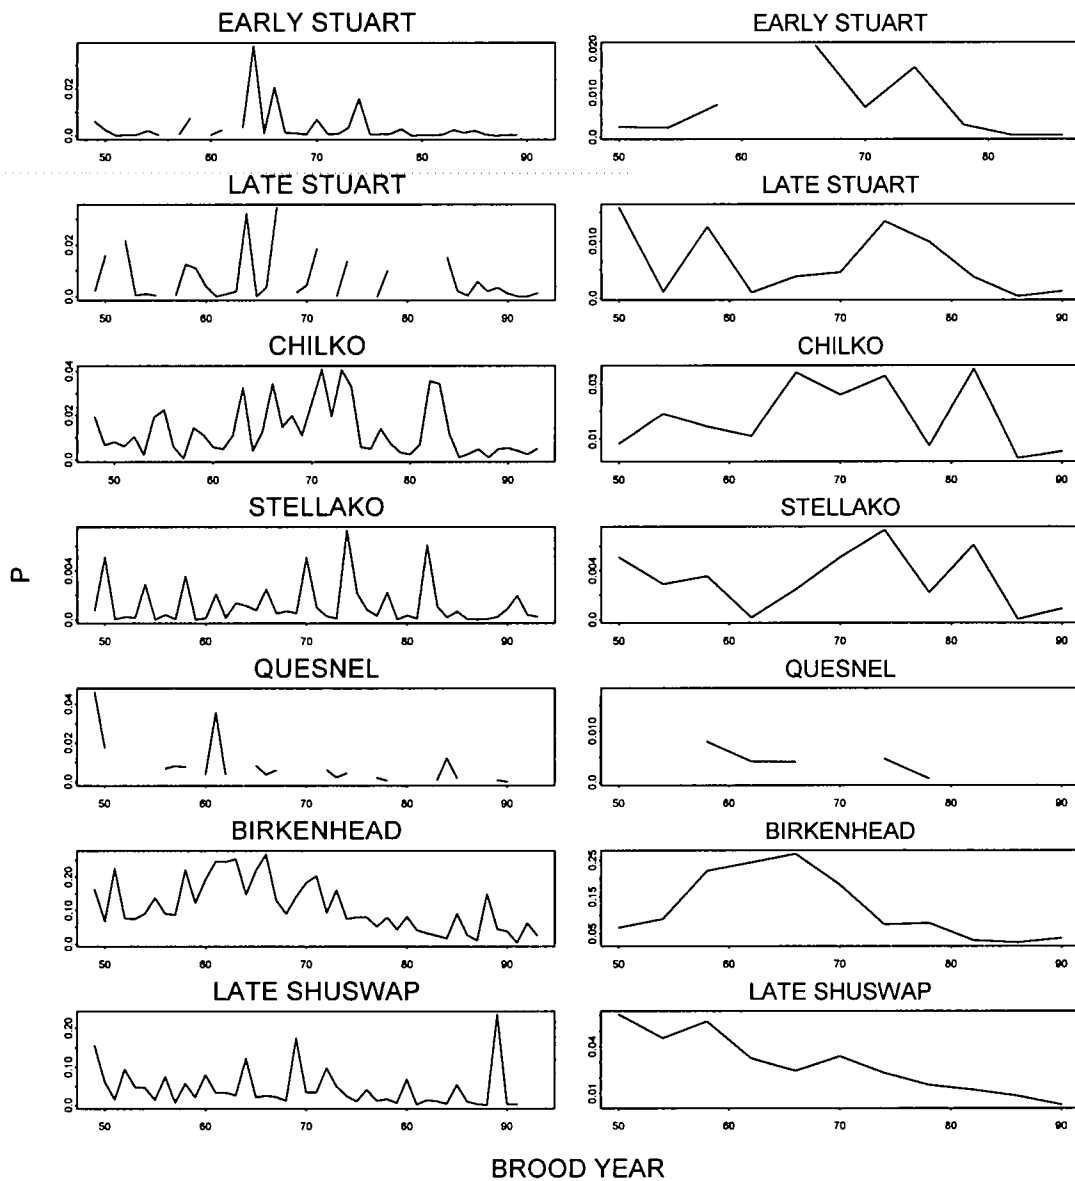 EARLY STUART
EARLY STUART
0.0 0.02
50 60 70 80 90
0.0 0.010 0.020
50 60 70 80
LATE STUART
LATE STUART
0.0 0.02
50 60 70 80 90
0.0 0.010
50 60 70 80 90
CHILKO
CHILKO
0.0 0.02 0.04
50 60 70 80 90
0.01 0.03
50 60 70 80 90
STELLAKO
STELLAKO
0.0 0.004
50 60 70 80 90
0.0 0.004
50 60 70 80 90
P
QUESNEL
QUESNEL
0.0 0.02 0.04
50 60 70 80 90
0.0 0.010
50 60 70 80 90
BIRKENHEAD
BIRKENHEAD
0.0 0.10 0.20
50 60 70 80 90
0.05 0.15 0.25
50 60 70 80 90
LATE SHUSWAP
LATE SHUSWAP
0.0 0.10 0.20
50 60 70 80 90
0.01 0.04
50 60 70 80 90
BROOD YEAR